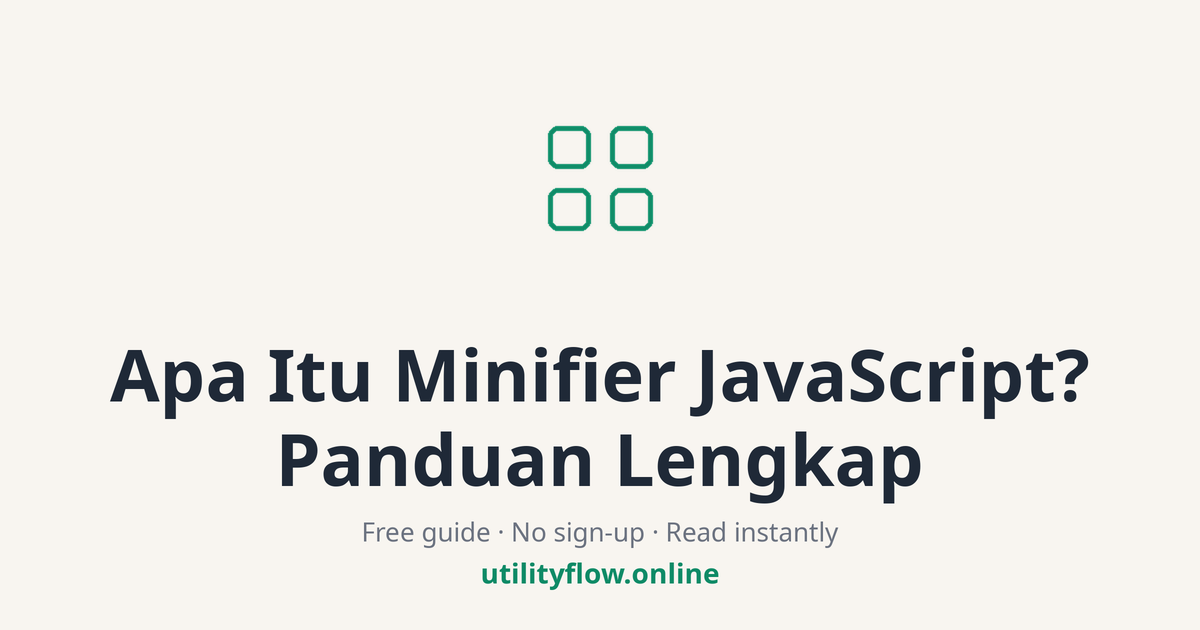 Apa Itu Minifier JavaScript?
Panduan Lengkap
Free guide · No sign-up · Read instantly
utilityflow.online